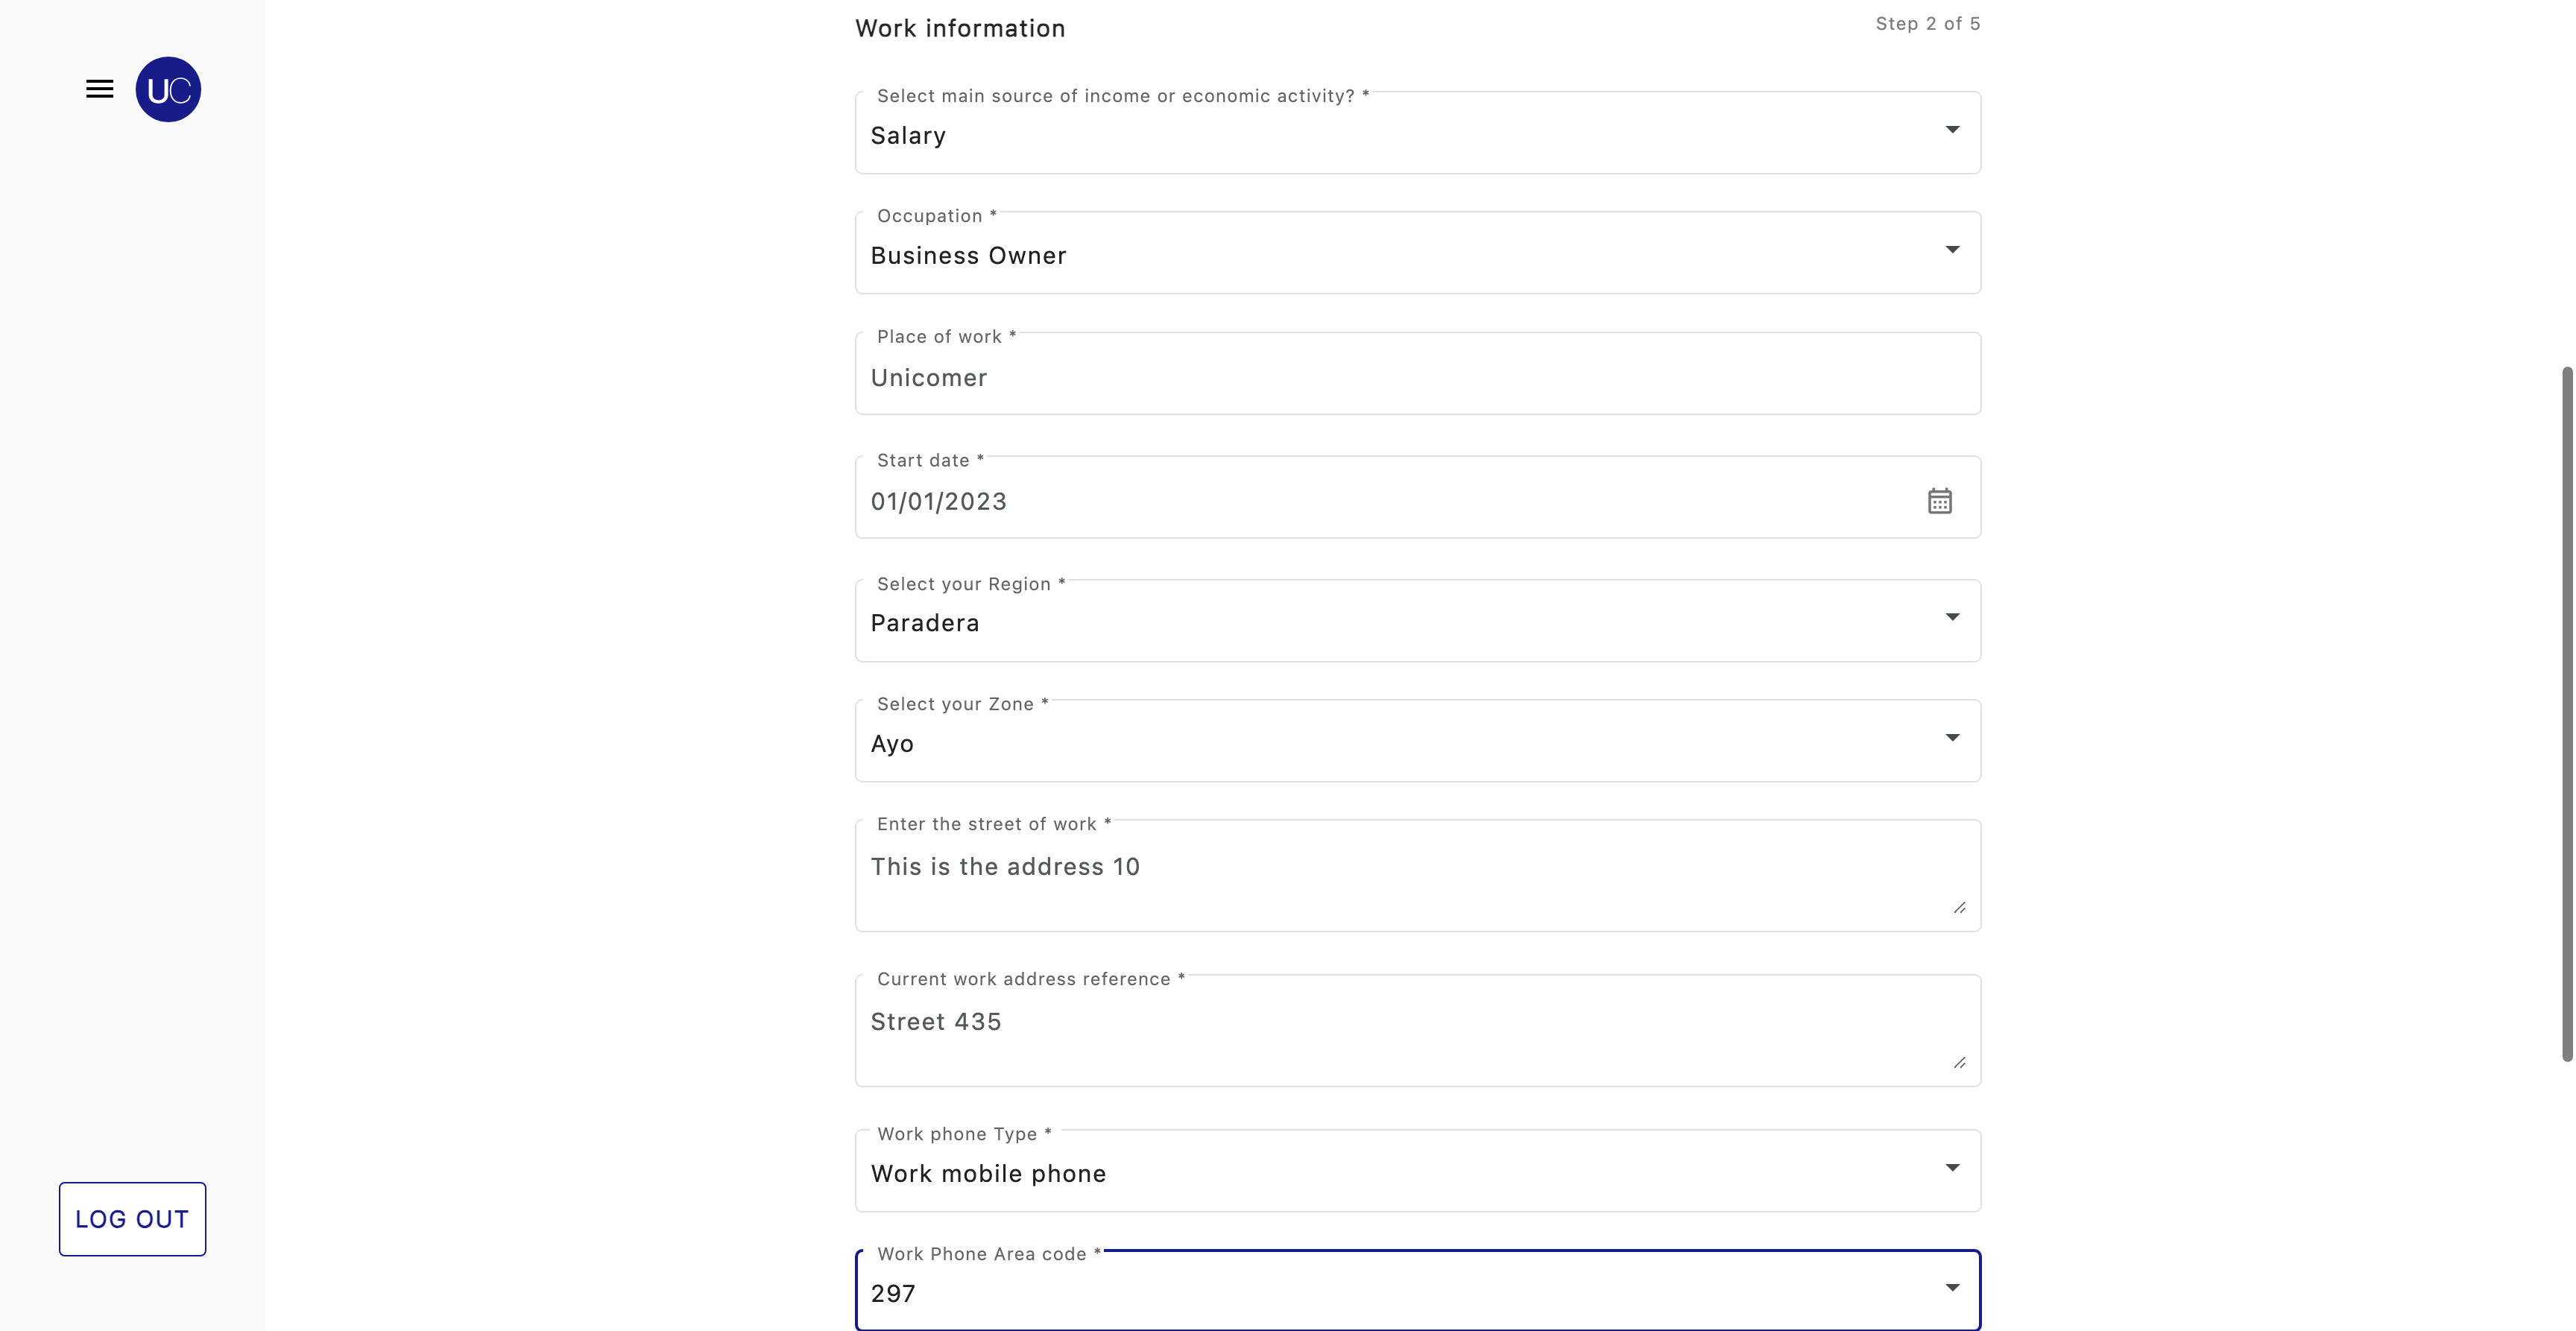 Work information
Step 2 of 5
UC
Select main source of income or economic activity? *
Salary
Occupation *
Business Owner
Place of work *
Unicomer
Start date *
01/01/2023
Select your Region *
Paradera
Select your Zone *
Ayo
Enter the street of work *
This is the address 10
Current work address reference *
Street 435
Work phone Type *
Work mobile phone
LOG OUT
Work Phone Area code *
297